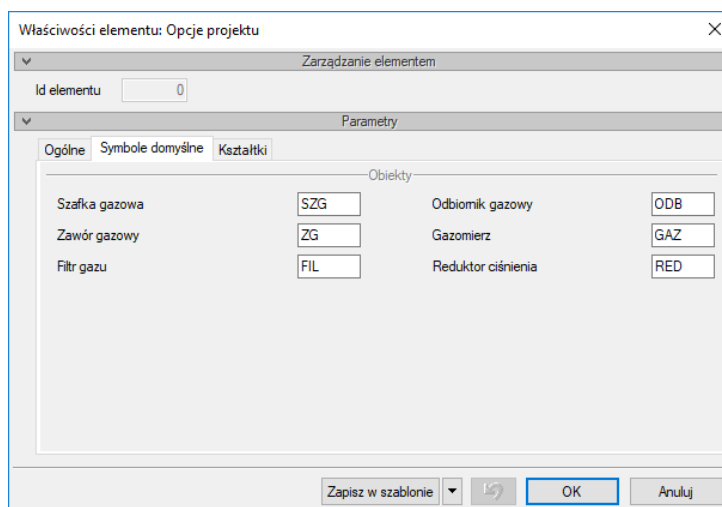 Właściwości elementu: Opcje projektu
Zarządzanie elementem
Id elementu 0
Parametry
Ogólne Symbole domyślne Kształtki
Obiekty
Szafka gazowa SZG Odbiornik gazowy ODB
Zawór gazowy ZG Gazomierz GAZ
Filtr gazu FIL Reduktor ciśnienia RED
Zapisz w szablonie OK Anuluj